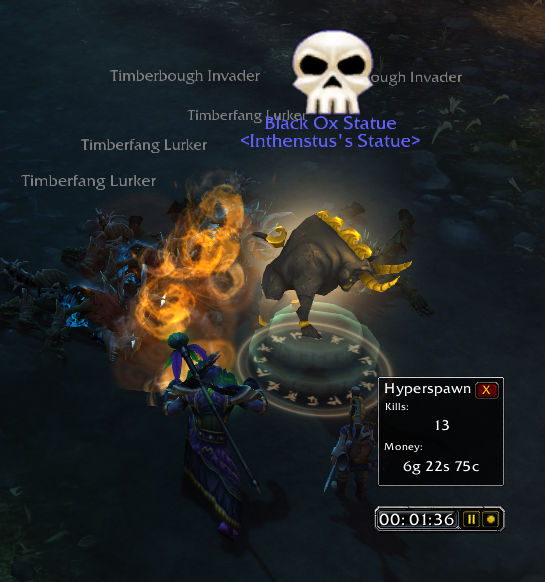 Timberbough Invader
ough Invader
Timberfang Lurker
Black Ox Statue
<Inthenstus's Statue>
Timberfang Lurker
Timberfang Lurker
Hyperspawn X
Kills:
13
Money:
6g 22s 75c
00:01:36